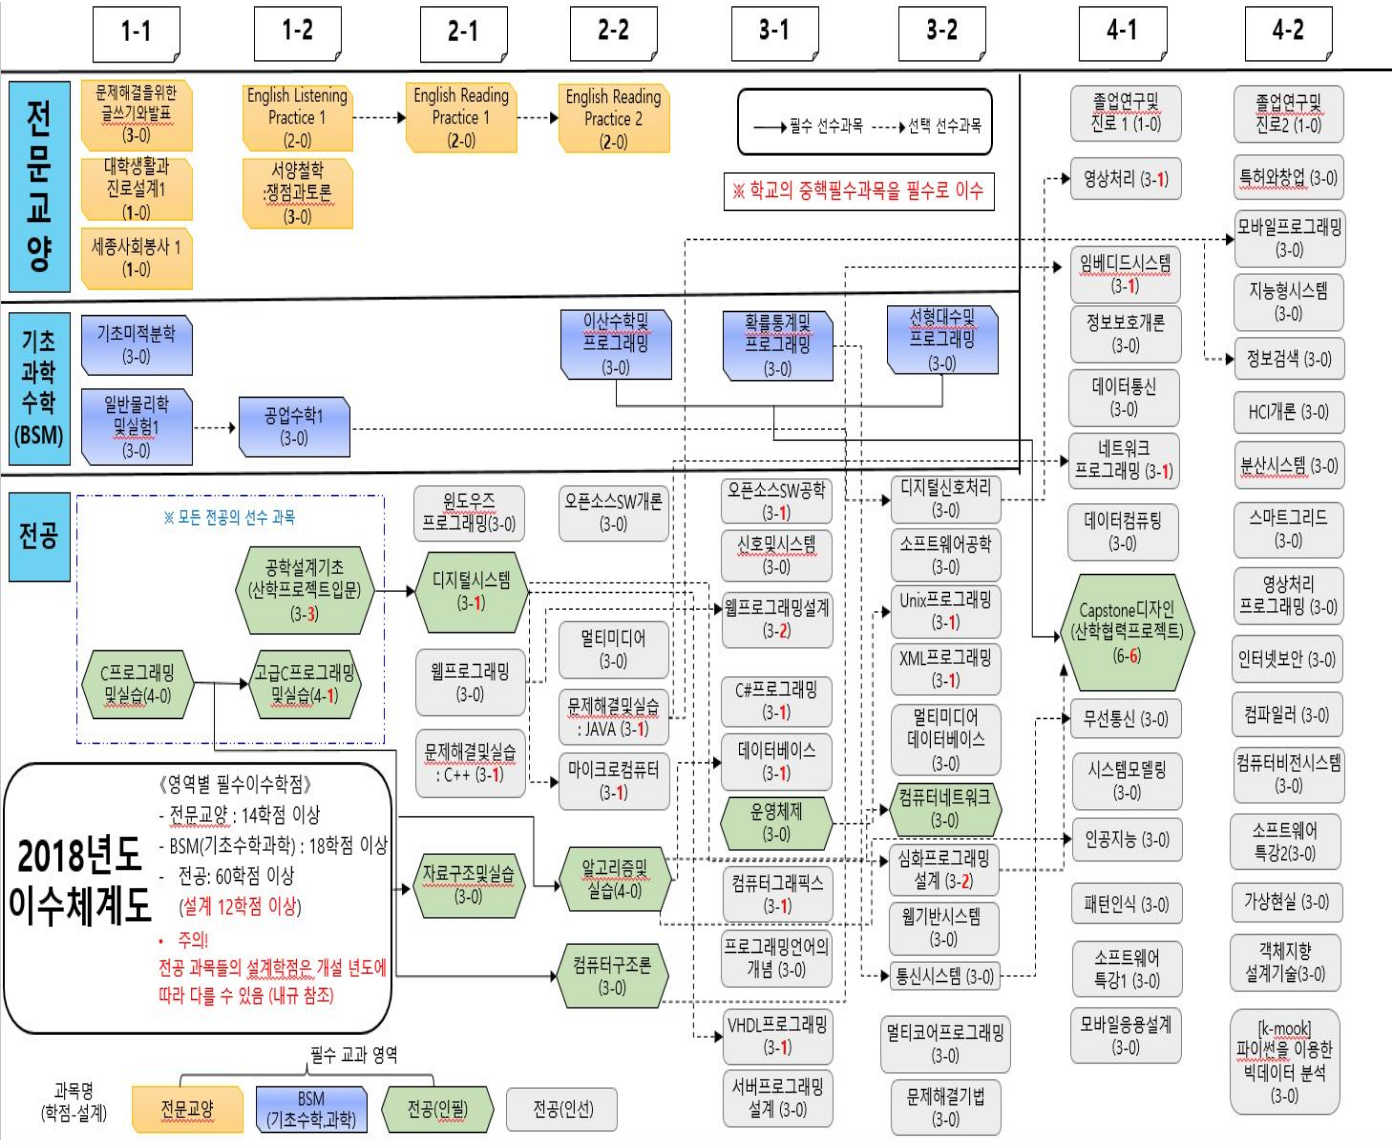 1-1
1-2
2-1
2-2
3-1
3-2
4-1
4-2
전
문
교
양
문제해결을위한
글쓰기와발표
(3-0)
대학생활과
진로설계1
(1-0)
세종사회봉사 1
(1-0)
English Listening
Practice 1
(2-0)
서양철학
:쟁점과토론
(3-0)
English Reading
Practice 1
(2-0)
English Reading
Practice 2
(2-0)
필수 선수과목
선택 선수과목
※ 학교의 중핵필수과목을 필수로 이수
기초
과학
수학
(BSM)
기초미적분학
(3-0)
일반물리학
및실험1
(3-0)
공업수학1
(3-0)
이산수학및
프로그래밍
(3-0)
확률통계및
프로그래밍
(3-0)
선형대수및
프로그래밍
(3-0)
전공
※ 모든 전공의 선수 과목
공학설계기초
(산학프로젝트입문)
(3-3)
C프로그래밍
및실습(4-0)
고급C프로그래밍
및실습(4-1)
윈도우즈
프로그래밍(3-0)
디지털시스템
(3-1)
웹프로그래밍
(3-0)
문제해결및실습
: C++ (3-1)
자료구조및실습
(3-0)
오픈소스SW개론
(3-0)
멀티미디어
(3-0)
문제해결및실습
: JAVA (3-1)
마이크로컴퓨터
(3-1)
알고리즘및
실습(4-0)
컴퓨터구조론
(3-0)
오픈소스SW공학
(3-1)
신호및시스템
(3-0)
웹프로그래밍설계
(3-2)
C#프로그래밍
(3-1)
데이터베이스
(3-1)
운영체제
(3-0)
컴퓨터그래픽스
(3-1)
프로그래밍언어의
개념 (3-0)
VHDL프로그래밍
(3-1)
서버프로그래밍
설계 (3-0)
디지털신호처리
(3-0)
소프트웨어공학
(3-0)
Unix프로그래밍
(3-1)
XML프로그래밍
(3-1)
멀티미디어
데이터베이스
(3-0)
컴퓨터네트워크
(3-0)
심화프로그래밍
설계 (3-2)
웹기반시스템
(3-0)
통신시스템 (3-0)
멀티코어프로그래밍
(3-0)
문제해결기법
(3-0)
졸업연구및
진로 1 (1-0)
영상처리 (3-1)
임베디드시스템
(3-1)
정보보호개론
(3-0)
데이터통신
(3-0)
네트워크
프로그래밍 (3-1)
데이터컴퓨팅
(3-0)
Capstone디자인
(산학협력프로젝트)
(6-6)
무선통신 (3-0)
시스템모델링
(3-0)
인공지능 (3-0)
패턴인식 (3-0)
소프트웨어
특강1 (3-0)
모바일응용설계
(3-0)
졸업연구및
진로2 (1-0)
특허와창업 (3-0)
모바일프로그래밍
(3-0)
지능형시스템
(3-0)
정보검색 (3-0)
HCI개론 (3-0)
분산시스템 (3-0)
스마트그리드
(3-0)
영상처리
프로그래밍 (3-0)
인터넷보안 (3-0)
컴파일러 (3-0)
컴퓨터비전시스템
(3-0)
소프트웨어
특강2(3-0)
가상현실 (3-0)
객체지향
설계기술(3-0)
[k-mook]
파이썬을 이용한
빅데이터 분석
(3-0)
2018년도
이수체계도
《영역별 필수이수학점》
- 전문교양 : 14학점 이상
- BSM(기초수학과학) : 18학점 이상
- 전공: 60학점 이상
(설계 12학점 이상)
• 주의!
전공 과목들의 설계학점은 개설 년도에
따라 다를 수 있음 (내규 참조)
필수 교과 영역
과목명
(학점-설계)
전문교양
BSM
(기초수학,과학)
전공(인필)
전공(인선)